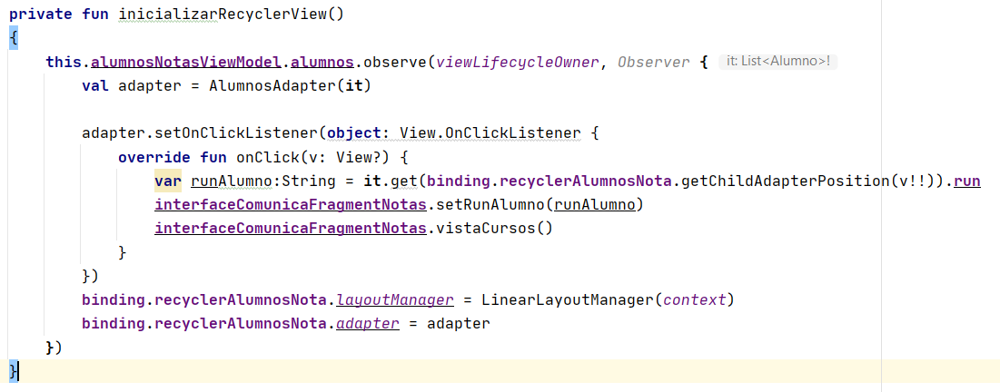 private fun inicializarRecyclerView()
{
    this.alumnosNotasViewModel.alumnos.observe(viewLifecycleOwner, Observer { it: List<Alumno>!
        val adapter = AlumnosAdapter(it)

        adapter.setOnClickListener(object: View.OnClickListener {
            override fun onClick(v: View?) {
                var runAlumno:String = it.get(binding.recyclerAlumnosNota.getChildAdapterPosition(v!!)).run
                interfaceComunicaFragmentNotas.setRunAlumno(runAlumno)
                interfaceComunicaFragmentNotas.vistaCursos()
            }
        })
        binding.recyclerAlumnosNota.layoutManager = LinearLayoutManager(context)
        binding.recyclerAlumnosNota.adapter = adapter
    })
}